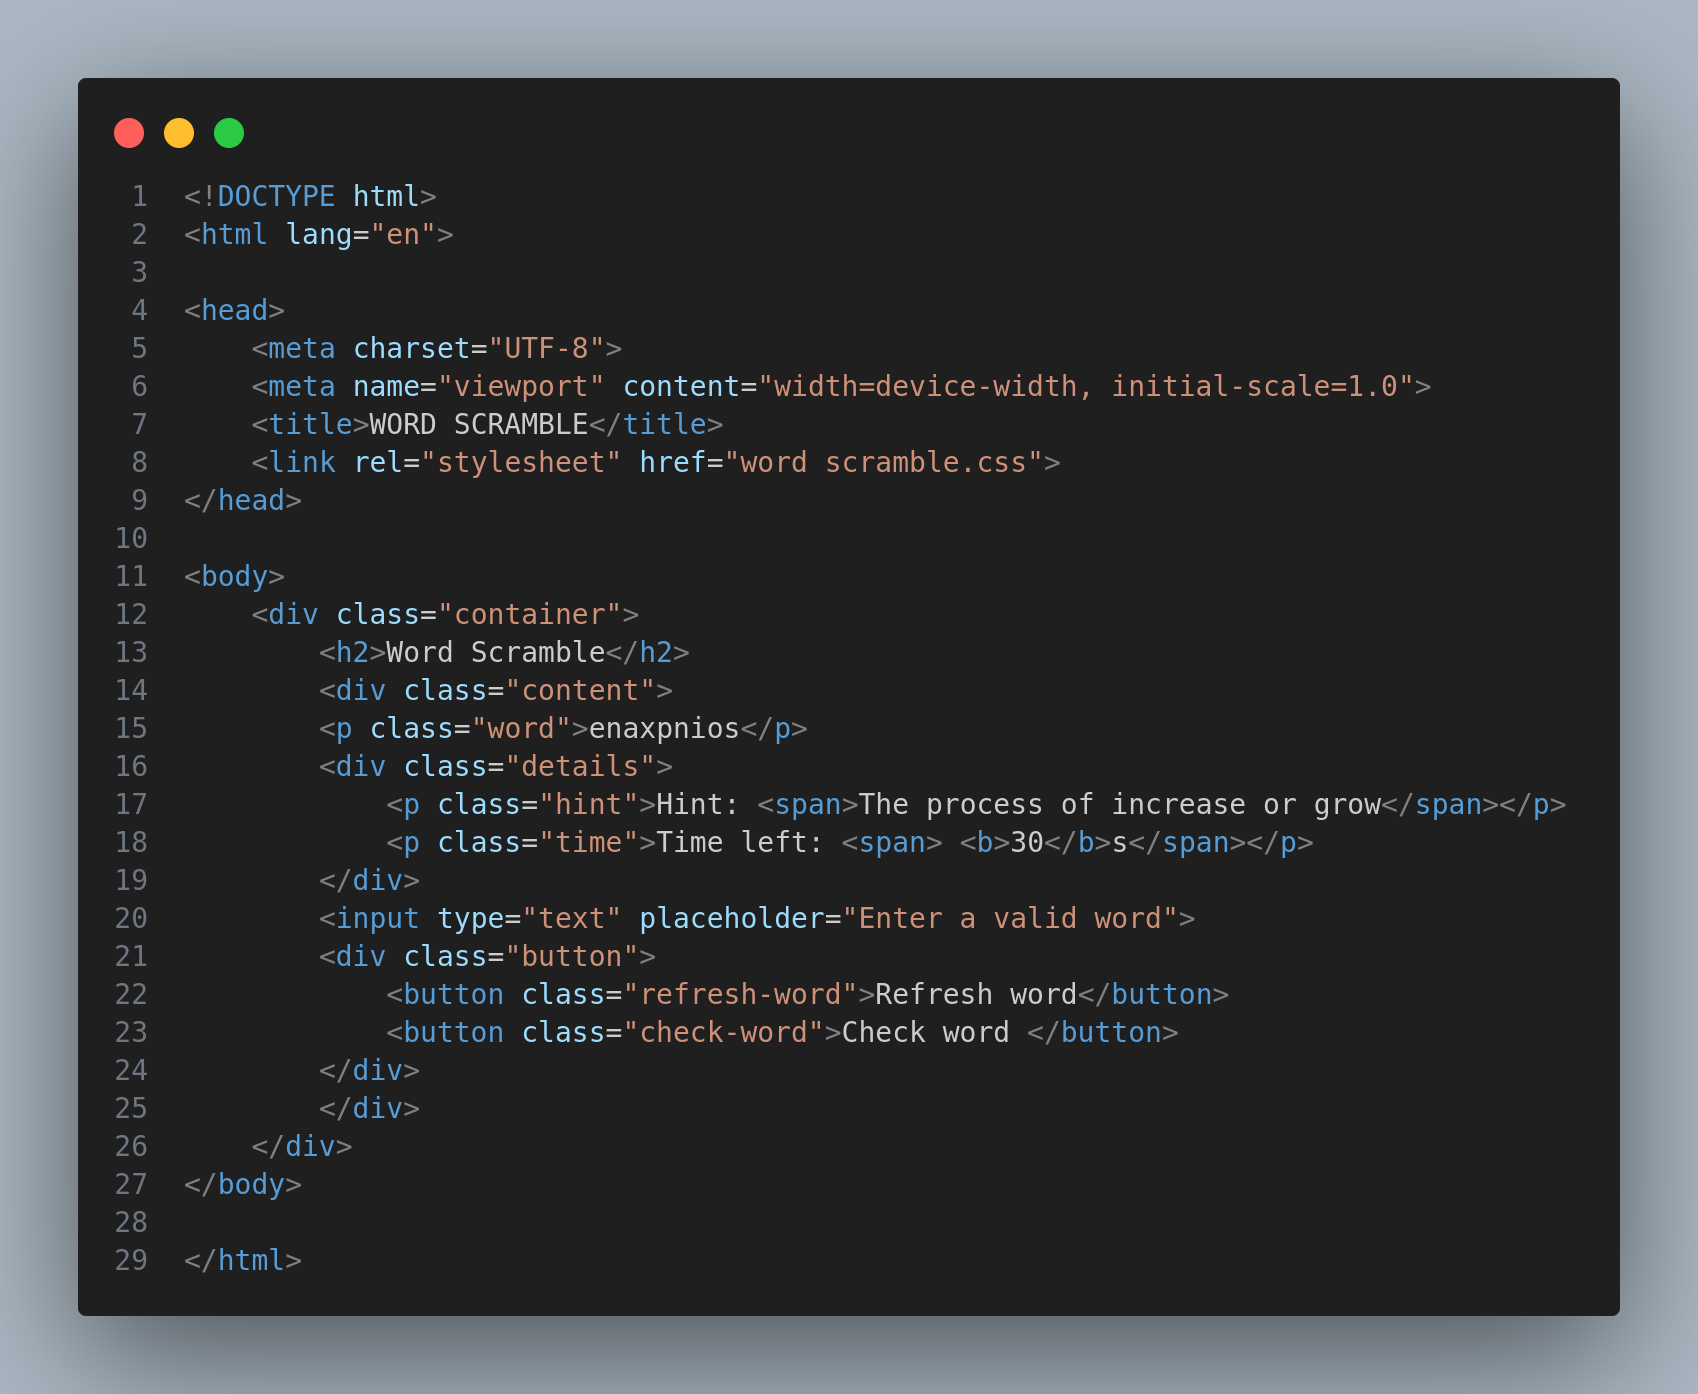 1 <!DOCTYPE html>
2 <html lang="en">
3
4 <head>
5     <meta charset="UTF-8">
6     <meta name="viewport" content="width=device-width, initial-scale=1.0">
7     <title>WORD SCRAMBLE</title>
8     <link rel="stylesheet" href="word scramble.css">
9 </head>
10
11 <body>
12     <div class="container">
13         <h2>Word Scramble</h2>
14         <div class="content">
15         <p class="word">enaxpnios</p>
16         <div class="details">
17             <p class="hint">Hint: <span>The process of increase or grow</span></p>
18             <p class="time">Time left: <span> <b>30</b>s</span></p>
19         </div>
20         <input type="text" placeholder="Enter a valid word">
21         <div class="button">
22             <button class="refresh-word">Refresh word</button>
23             <button class="check-word">Check word </button>
24         </div>
25         </div>
26     </div>
27 </body>
28
29 </html>